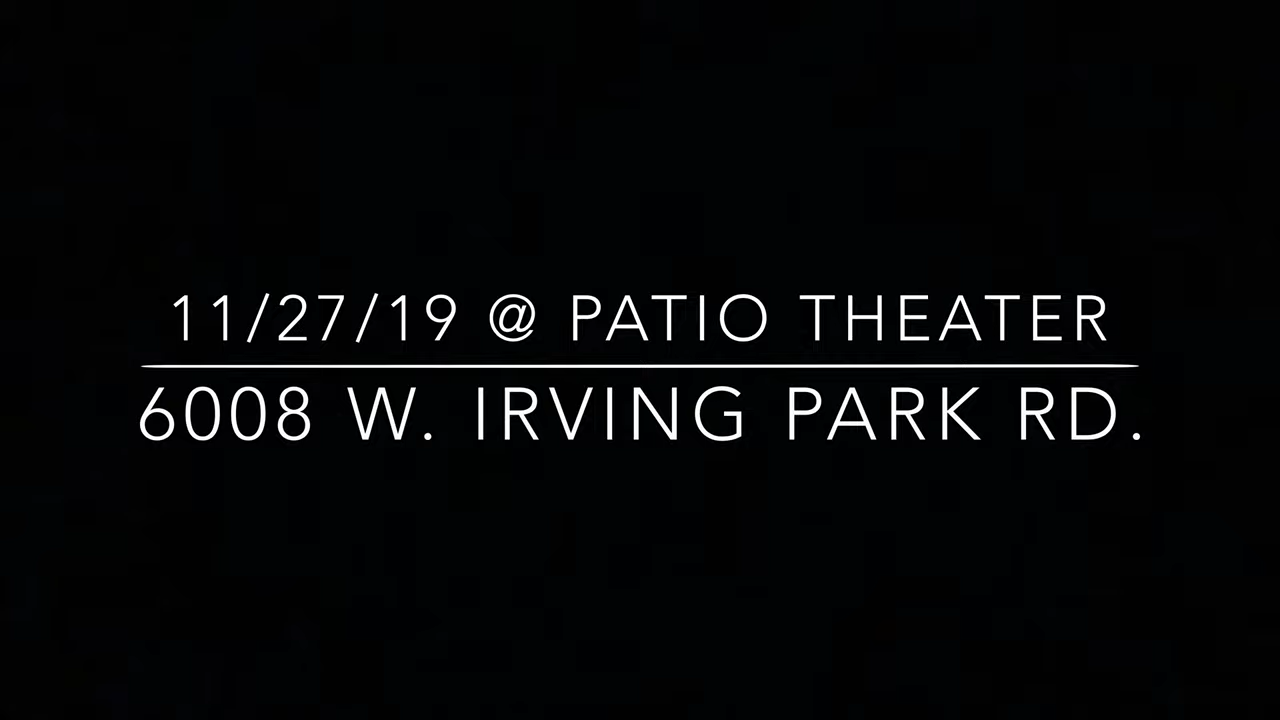 11/27/19 @ PATIO THEATER
6008 W. IRVING PARK RD.